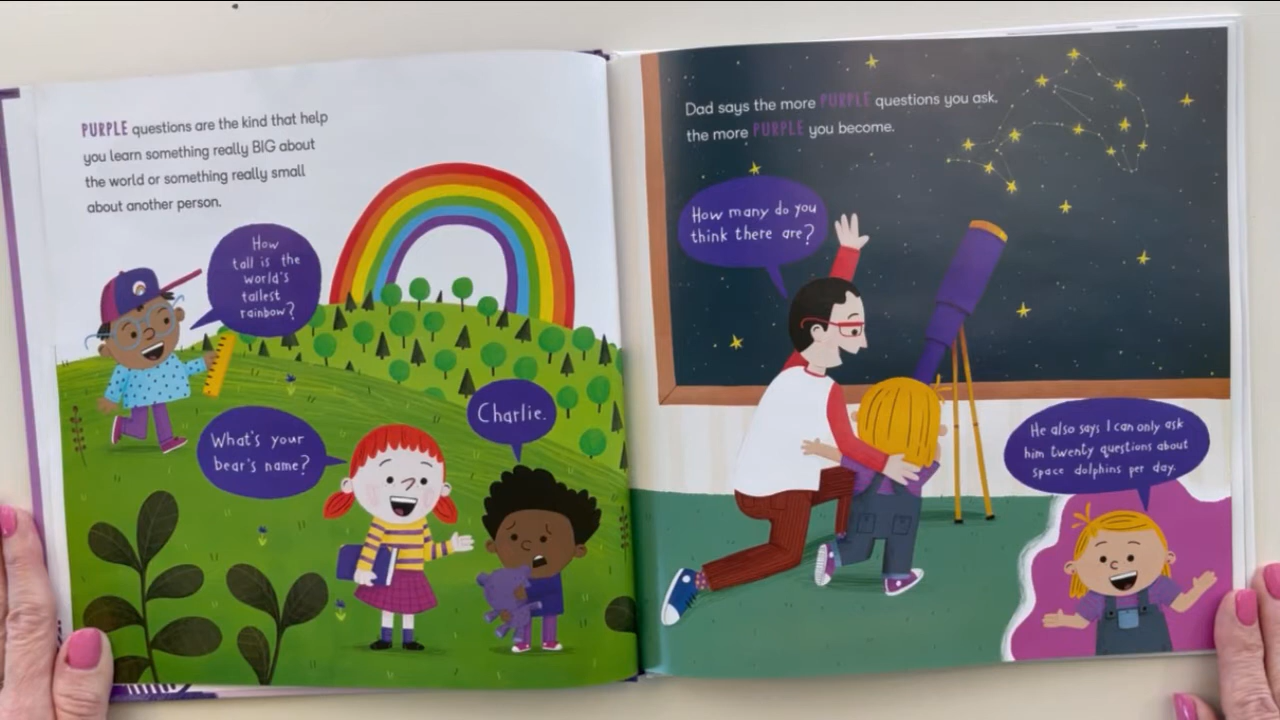 PURPLE questions are the kind that help
you learn something really BIG about
the world or something really small
about another person.
How
tall is the
world's
tallest
rainbow?
What's your
bear's name?
Charlie.
Dad says the more PURPLE questions you ask,
the more PURPLE you become.
How many do you
think there are?
He also says I can only ask
him twenty questions about
space dolphins per day.